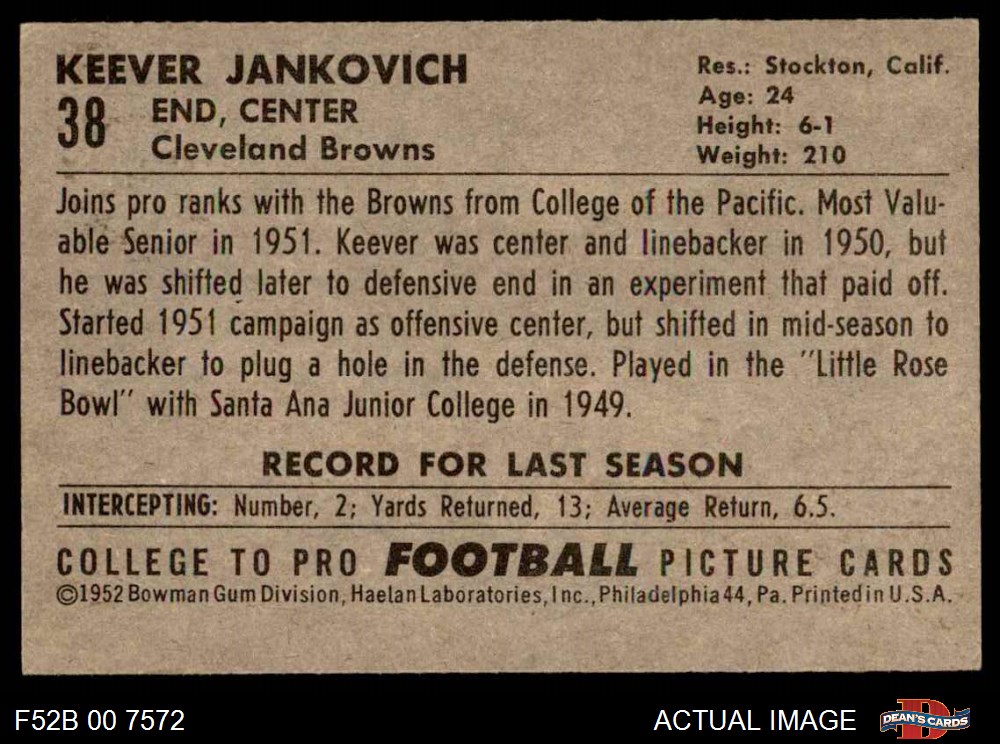 KEEVER JANKOVICH
38
END, CENTER
Cleveland Browns
Res.: Stockton, Calif.
Age: 24
Height: 6-1
Weight: 210
Joins pro ranks with the Browns from College of the Pacific. Most Valu-
able Senior in 1951. Keever was center and linebacker in 1950, but
he was shifted later to defensive end in an experiment that paid off.
Started 1951 campaign as offensive center, but shifted in mid-season to
linebacker to plug a hole in the defense. Played in the "Little Rose
Bowl" with Santa Ana Junior College in 1949.
RECORD FOR LAST SEASON
INTERCEPTING: Number, 2; Yards Returned, 13; Average Return, 6.5.
COLLEGE TO PRO FOOTBALL PICTURE CARDS
©1952 Bowman Gum Division, Haelan Laboratories, Inc., Philadelphia 44, Pa. Printed in U.S.A.
F52B 00 7572
ACTUAL IMAGE
D
DEAN'S CARDS